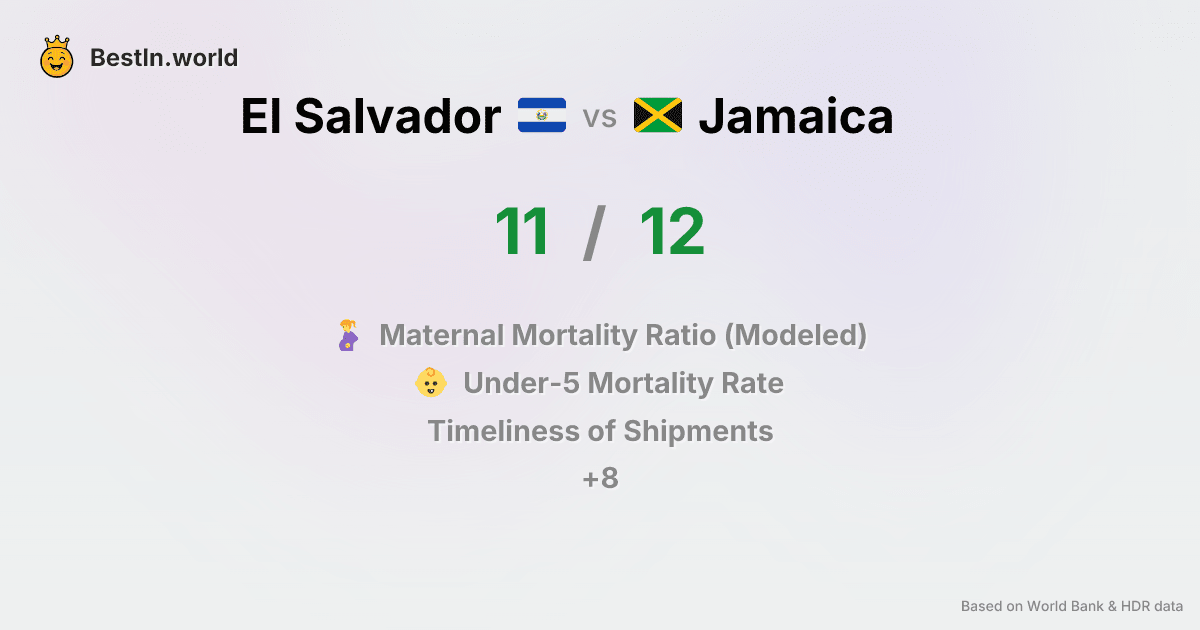 BestIn.world
El Salvador vs Jamaica
11 / 12
Maternal Mortality Ratio (Modeled)
Under-5 Mortality Rate
Timeliness of Shipments
+8
Based on World Bank & HDR data